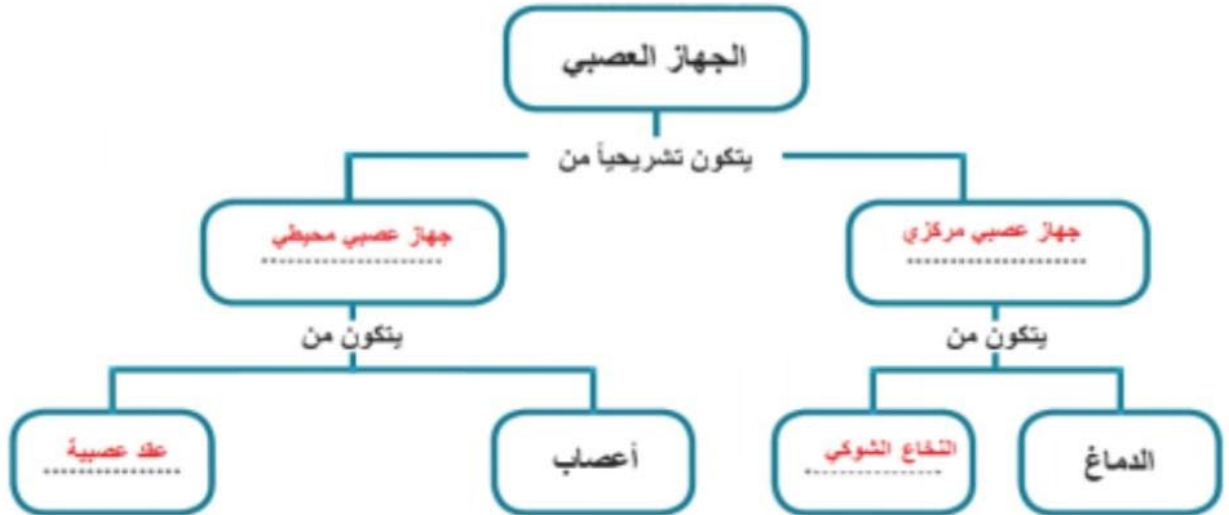 الجهاز العصبي
يتكون تشريحياً من
جهاز عصبي مركزي
جهاز عصبي محيطي
يتكون من
يتكون من
الدماغ
النخاع الشوكي
أعصاب
عقد عصبية